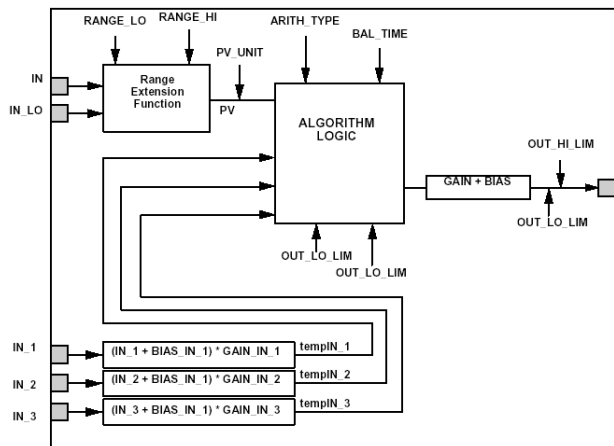 RANGE_LO
RANGE_HI
ARITH_TYPE
BAL_TIME
PV_UNIT
IN
IN_LO
Range
Extension
Function
PV
ALGORITHM
LOGIC
OUT_HI_LIM
GAIN + BIAS
OUT_LO_LIM
OUT_LO_LIM
OUT_LO_LIM
IN_1
(IN_1 + BIAS_IN_1) * GAIN_IN_1
tempIN_1
IN_2
(IN_2 + BIAS_IN_1) * GAIN_IN_2
tempIN_2
IN_3
(IN_3 + BIAS_IN_1) * GAIN_IN_3
tempIN_3